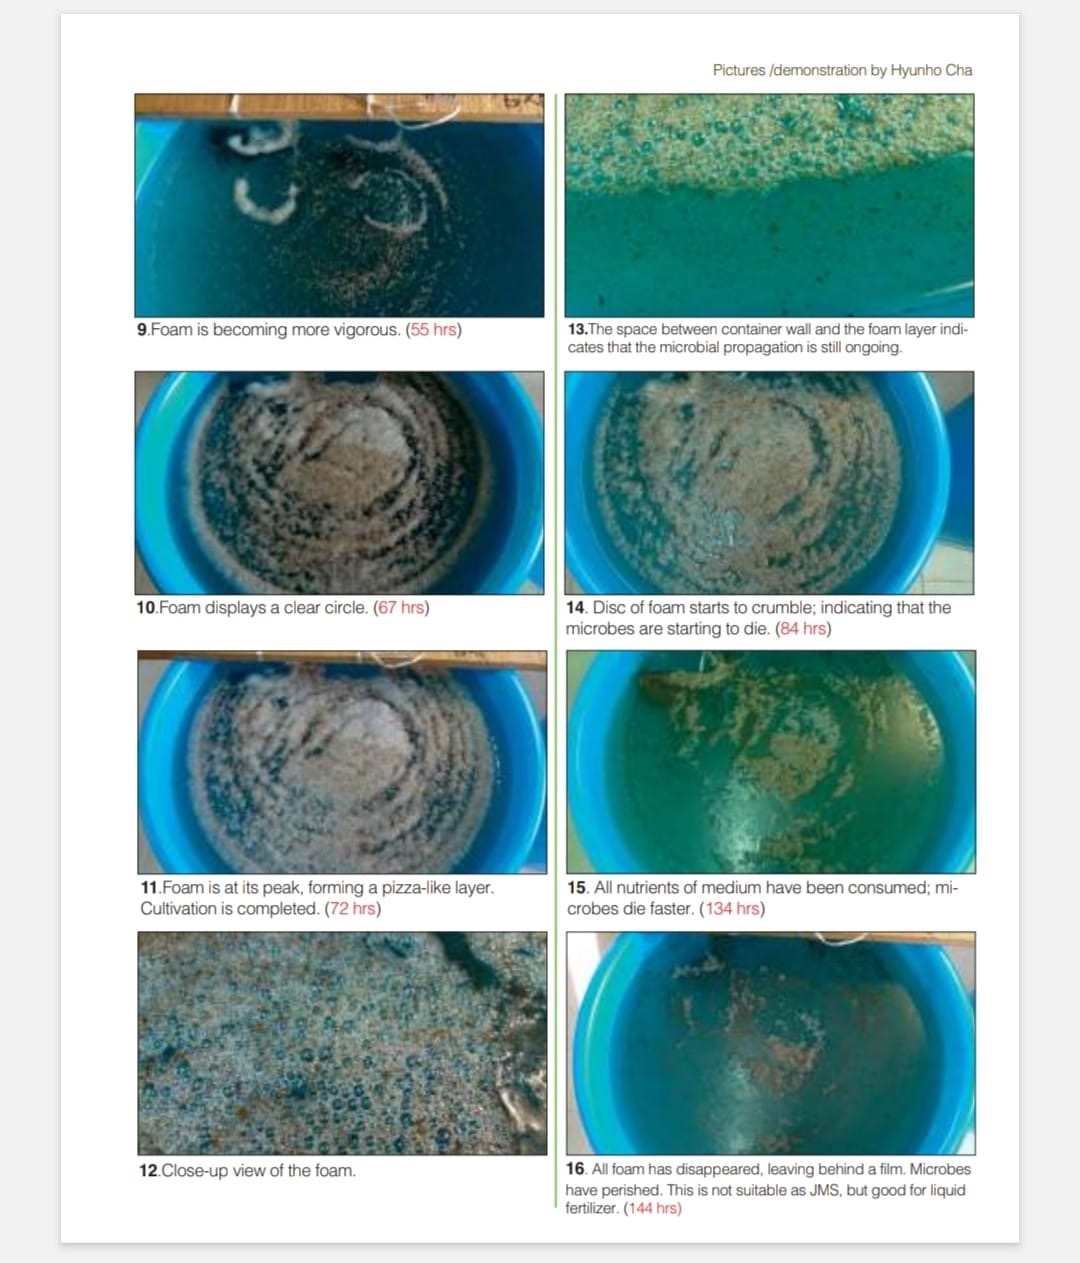 Pictures /demonstration by Hyunho Cha
9.Foam is becoming more vigorous. (55 hrs)
10.Foam displays a clear circle. (67 hrs)
11.Foam is at its peak, forming a pizza-like layer.
Cultivation is completed. (72 hrs)
12.Close-up view of the foam.
13.The space between container wall and the foam layer indi-
cates that the microbial propagation is still ongoing.
14. Disc of foam starts to crumble; indicating that the
microbes are starting to die. (84 hrs)
15. All nutrients of medium have been consumed; mi-
crobes die faster. (134 hrs)
16. All foam has disappeared, leaving behind a film. Microbes
have perished. This is not suitable as JMS, but good for liquid
fertilizer. (144 hrs)